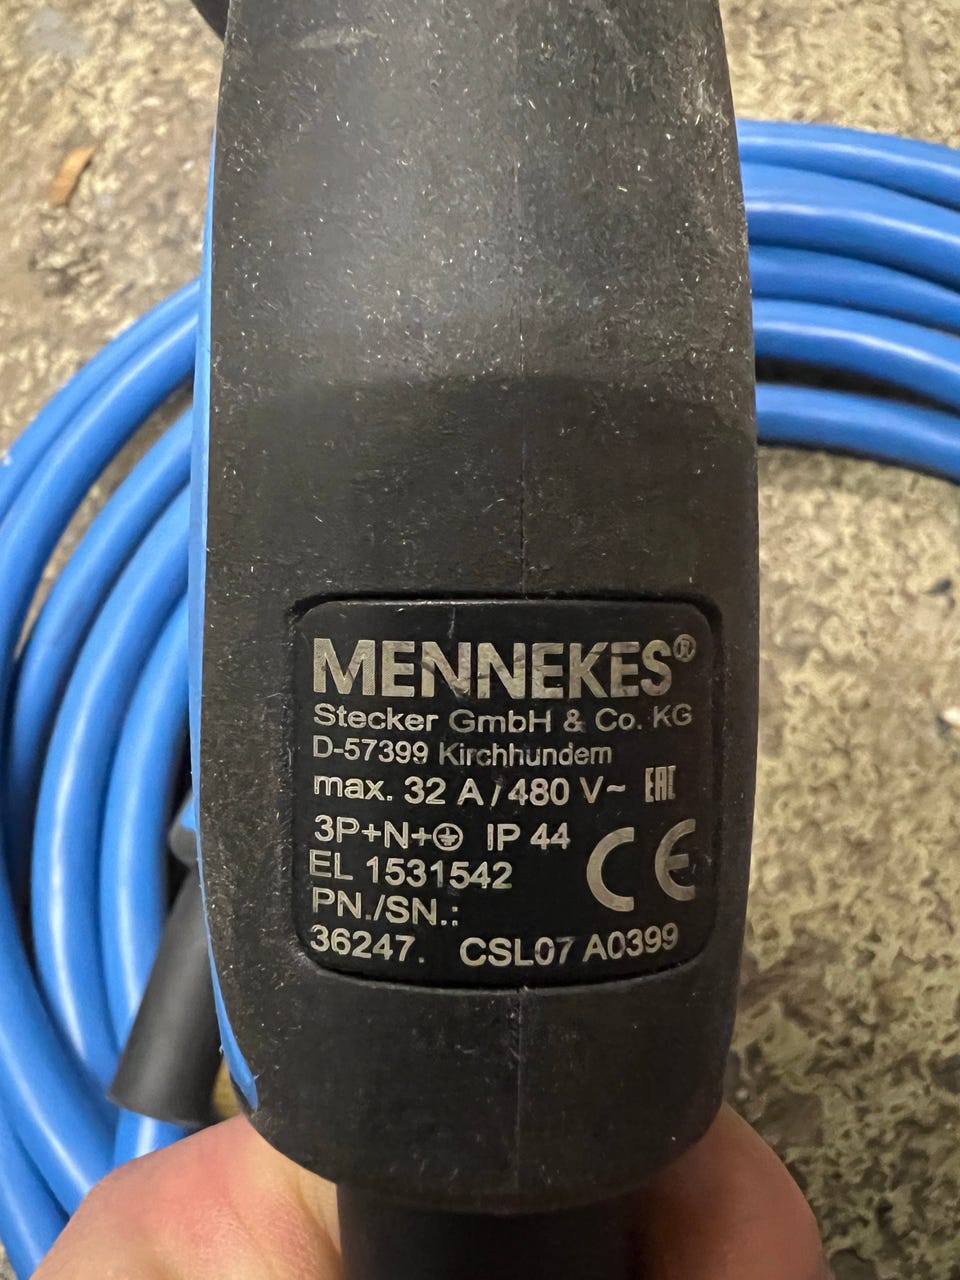 MENNEKES®
Stecker GmbH & Co. KG
D-57399 Kirchhundem
max. 32 A / 480 V~ EAC
3P+N+⏚ IP 44
CE
EL 1531542
PN./SN.:
36247. CSL07 A0399